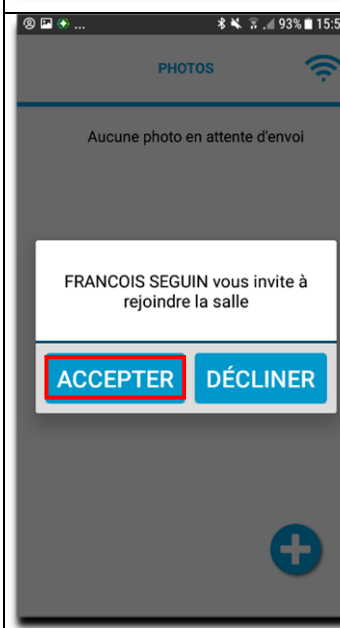 93% 15:5
PHOTOS
Aucune photo en attente d'envoi
FRANCOIS SEGUIN vous invite à
rejoindre la salle
ACCEPTER DÉCLINER